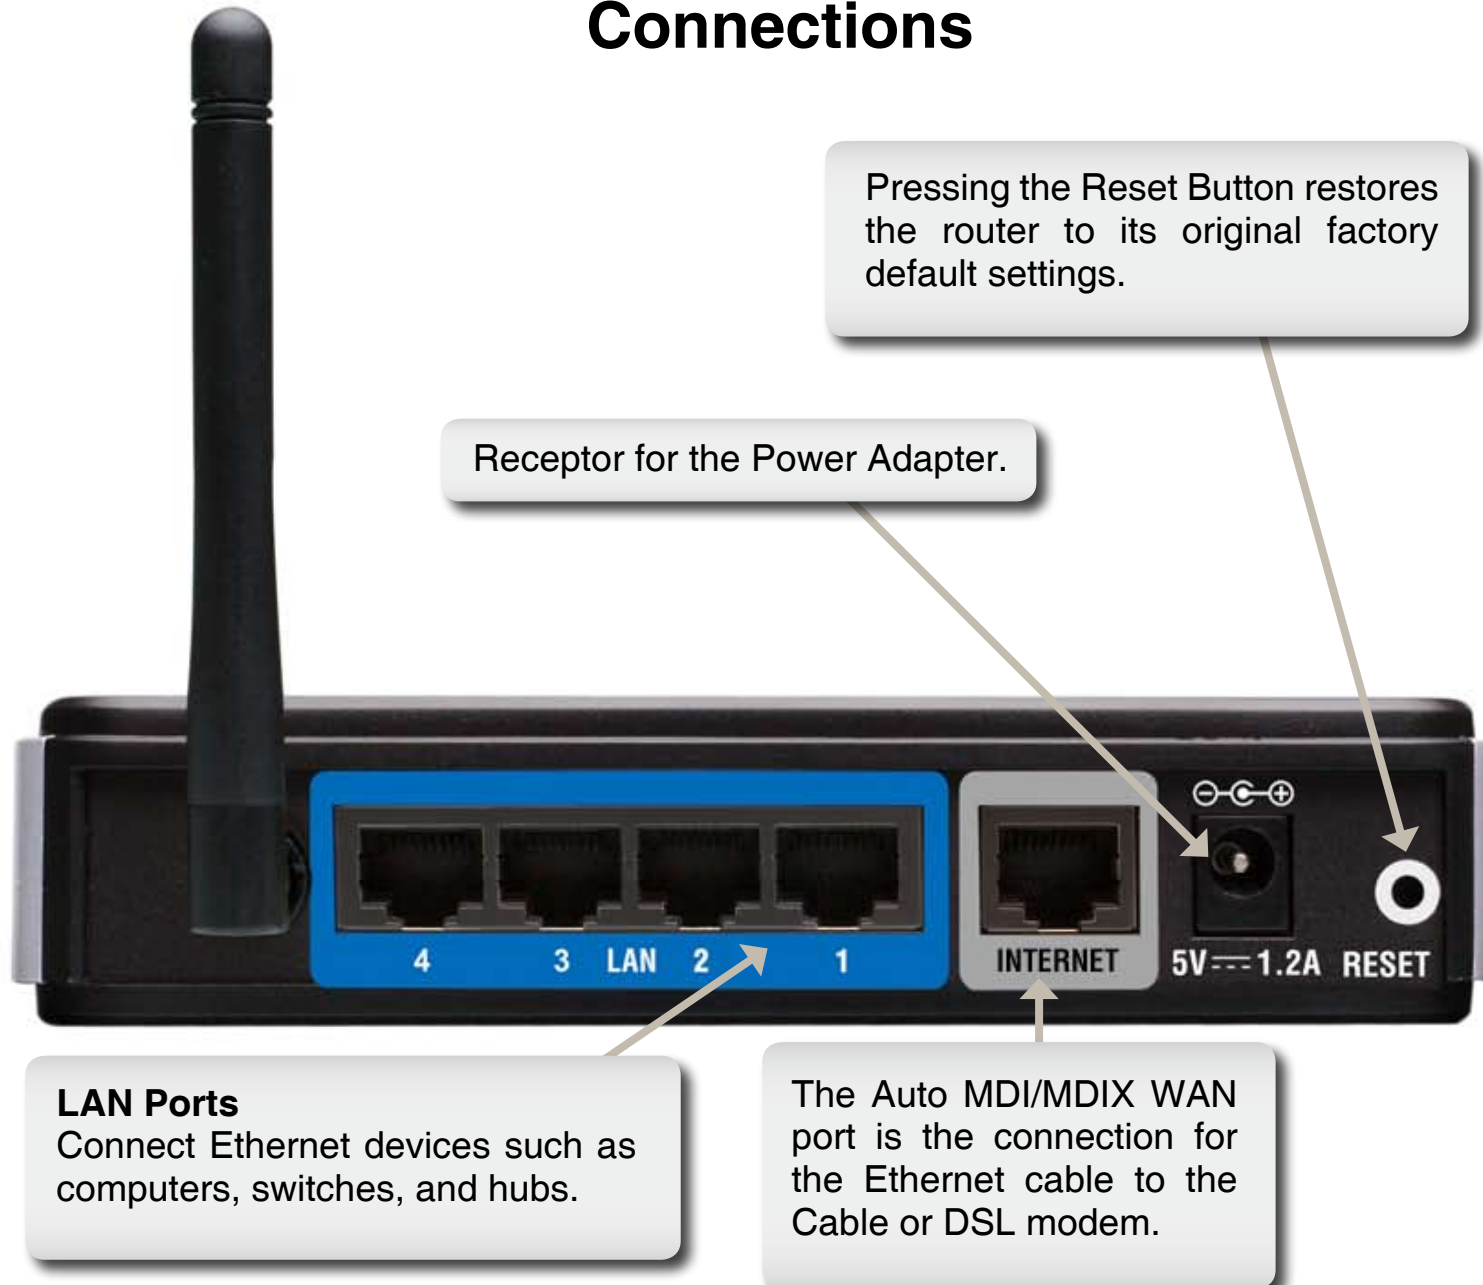 Connections
Pressing the Reset Button restores
the router to its original factory
default settings.
Receptor for the Power Adapter.
4 3 LAN 2 1
INTERNET
5V⎓1.2A
RESET
LAN Ports
Connect Ethernet devices such as
computers, switches, and hubs.
The Auto MDI/MDIX WAN
port is the connection for
the Ethernet cable to the
Cable or DSL modem.